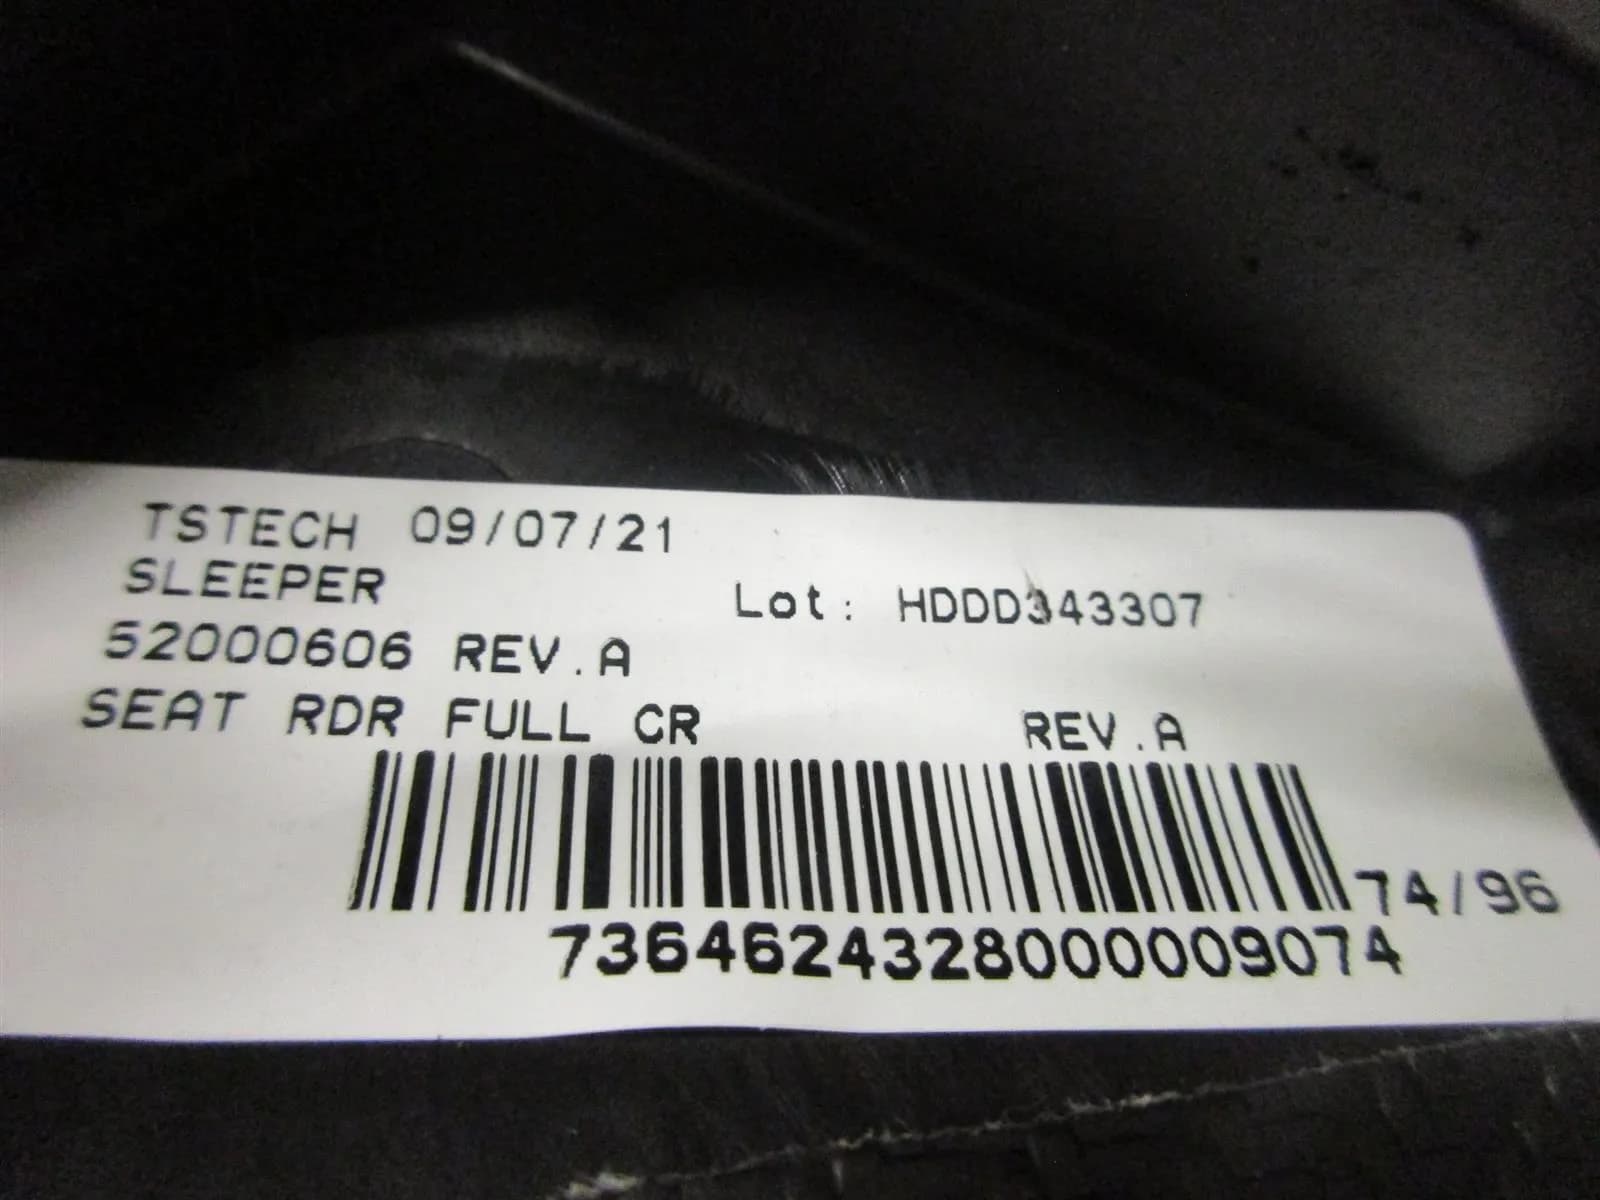 TSTECH 09/07/21
SLEEPER
Lot: HDDD343307
52000606 REV.A
SEAT RDR FULL CR REV.A
74/96
7364624328000009074